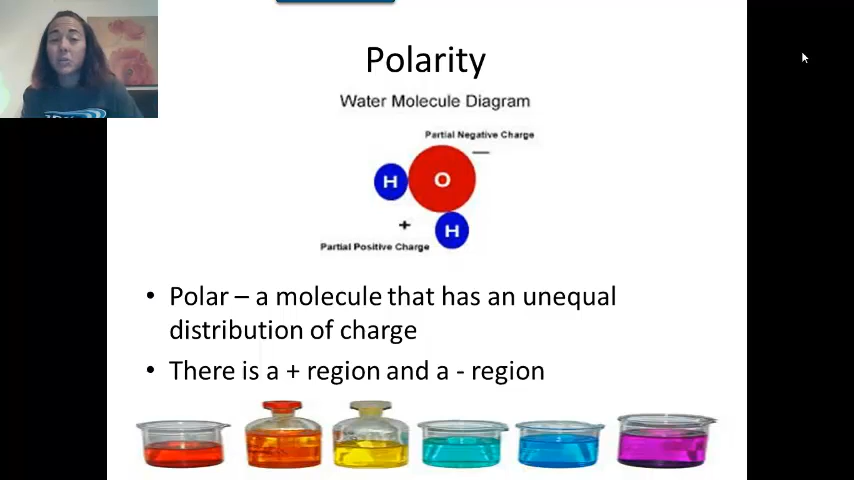 Polarity
Water Molecule Diagram
Partial Negative Charge
—
H
O
+
H
Partial Positive Charge
• Polar – a molecule that has an unequal
distribution of charge
• There is a + region and a - region